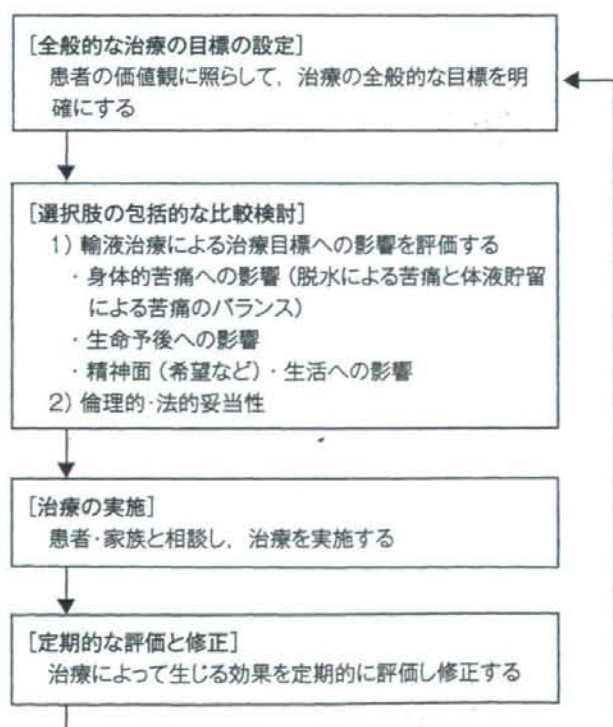 [全般的な治療の目標の設定]
患者の価値観に照らして，治療の全般的な目標を明
確にする
[選択肢の包括的な比較検討]
1) 輸液治療による治療目標への影響を評価する
・身体的苦痛への影響（脱水による苦痛と体液貯留
による苦痛のバランス）
・生命予後への影響
・精神面（希望など）・生活への影響
2) 倫理的・法的妥当性
[治療の実施]
患者・家族と相談し，治療を実施する
[定期的な評価と修正]
治療によって生じる効果を定期的に評価し修正する